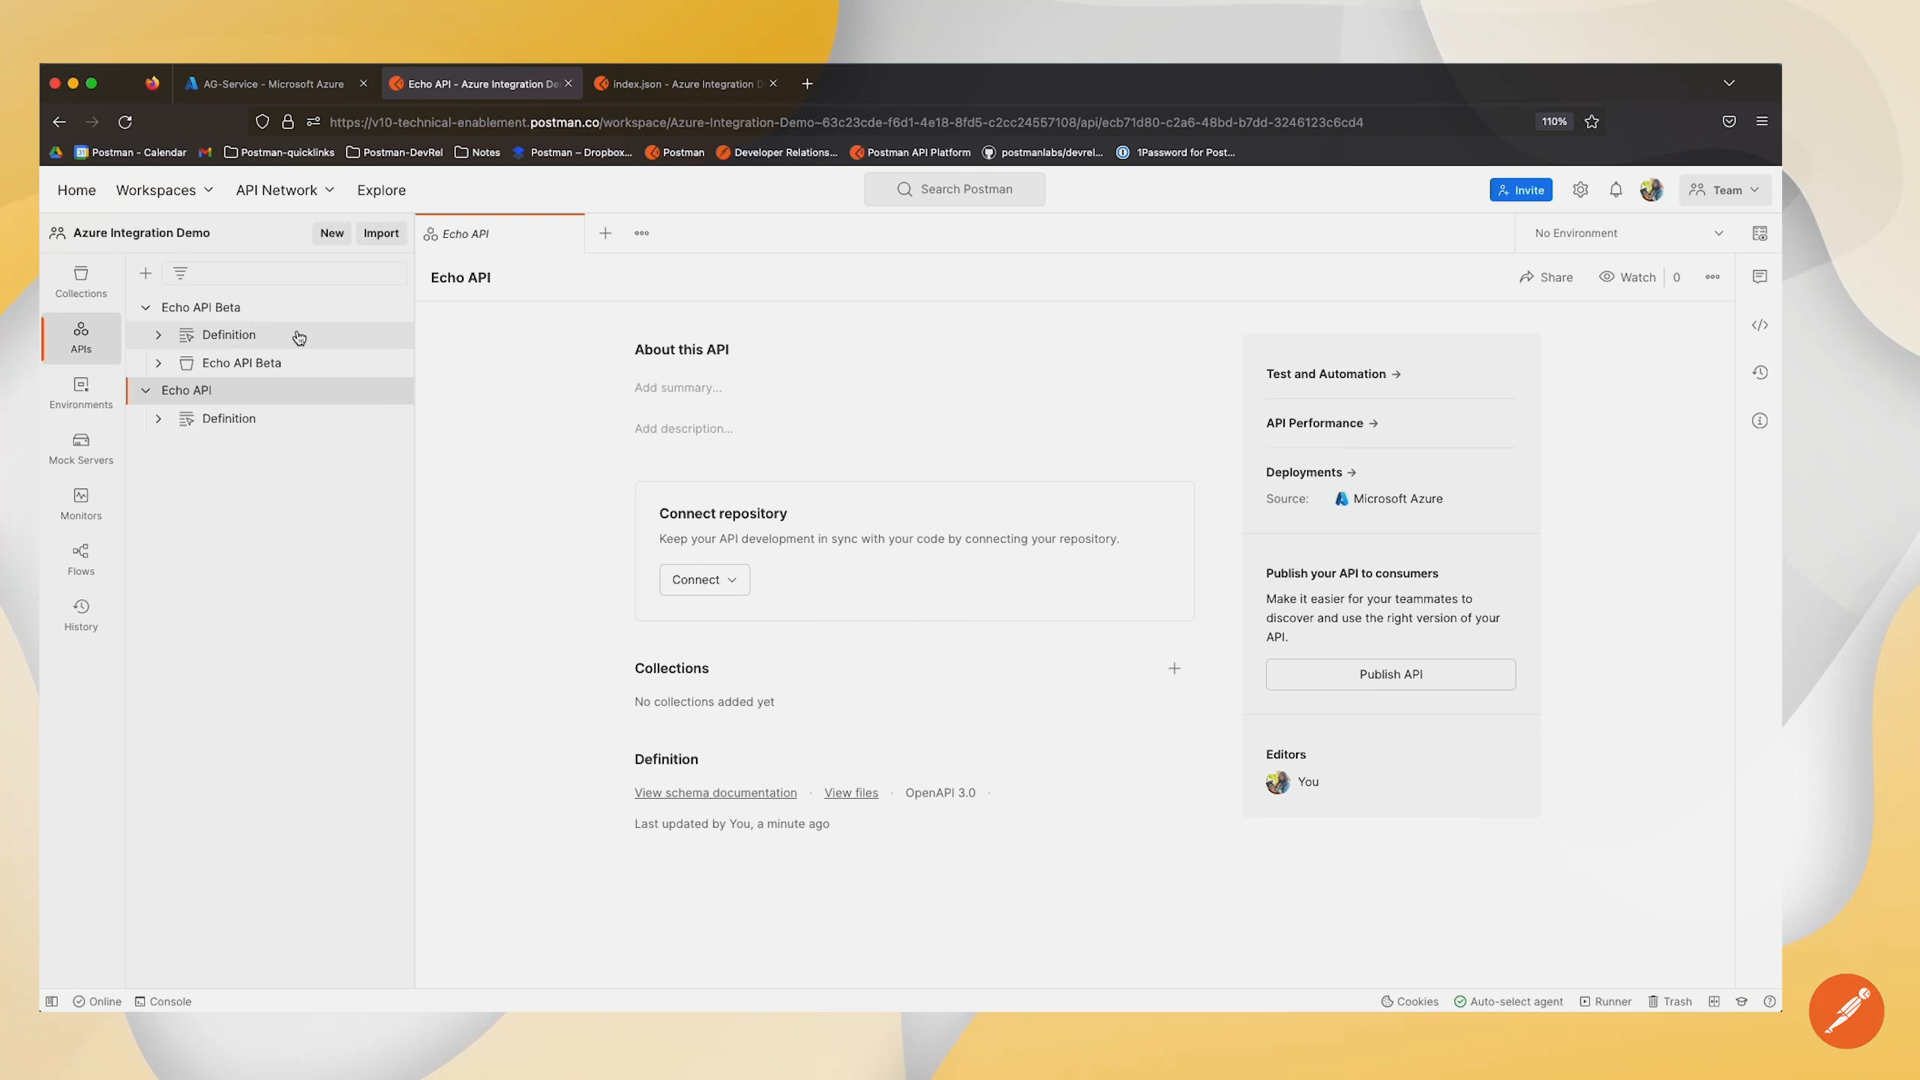 AG-Service - Microsoft Azure
Echo API - Azure Integration De
index.json - Azure Integration D
https://v10-technical-enablement.postman.co/workspace/Azure-Integration-Demo~63c23cde-f6d1-4e18-8fd5-c2cc24557108/api/ecb71d80-c2a6-48bd-b7dd-3246123c6cd4
110%
Postman - Calendar
Postman-quicklinks
Postman-DevRel
Notes
Postman – Dropbox...
Postman
Developer Relations...
Postman API Platform
postmanlabs/devrel...
1Password for Post...
Home
Workspaces
API Network
Explore
Search Postman
Invite
Team
Azure Integration Demo
New
Import
Echo API
No Environment
Collections
APIs
Environments
Mock Servers
Monitors
Flows
History
Echo API Beta
Definition
Echo API Beta
Echo API
Definition
Echo API
Share
Watch
0
About this API
Add summary...
Add description...
Connect repository
Keep your API development in sync with your code by connecting your repository.
Connect
Collections
No collections added yet
Definition
View schema documentation · View files · OpenAPI 3.0 ·
Last updated by You, a minute ago
Test and Automation →
API Performance →
Deployments →
Source: Microsoft Azure
Publish your API to consumers
Make it easier for your teammates to
discover and use the right version of your
API.
Publish API
Editors
You
Online
Console
Cookies
Auto-select agent
Runner
Trash